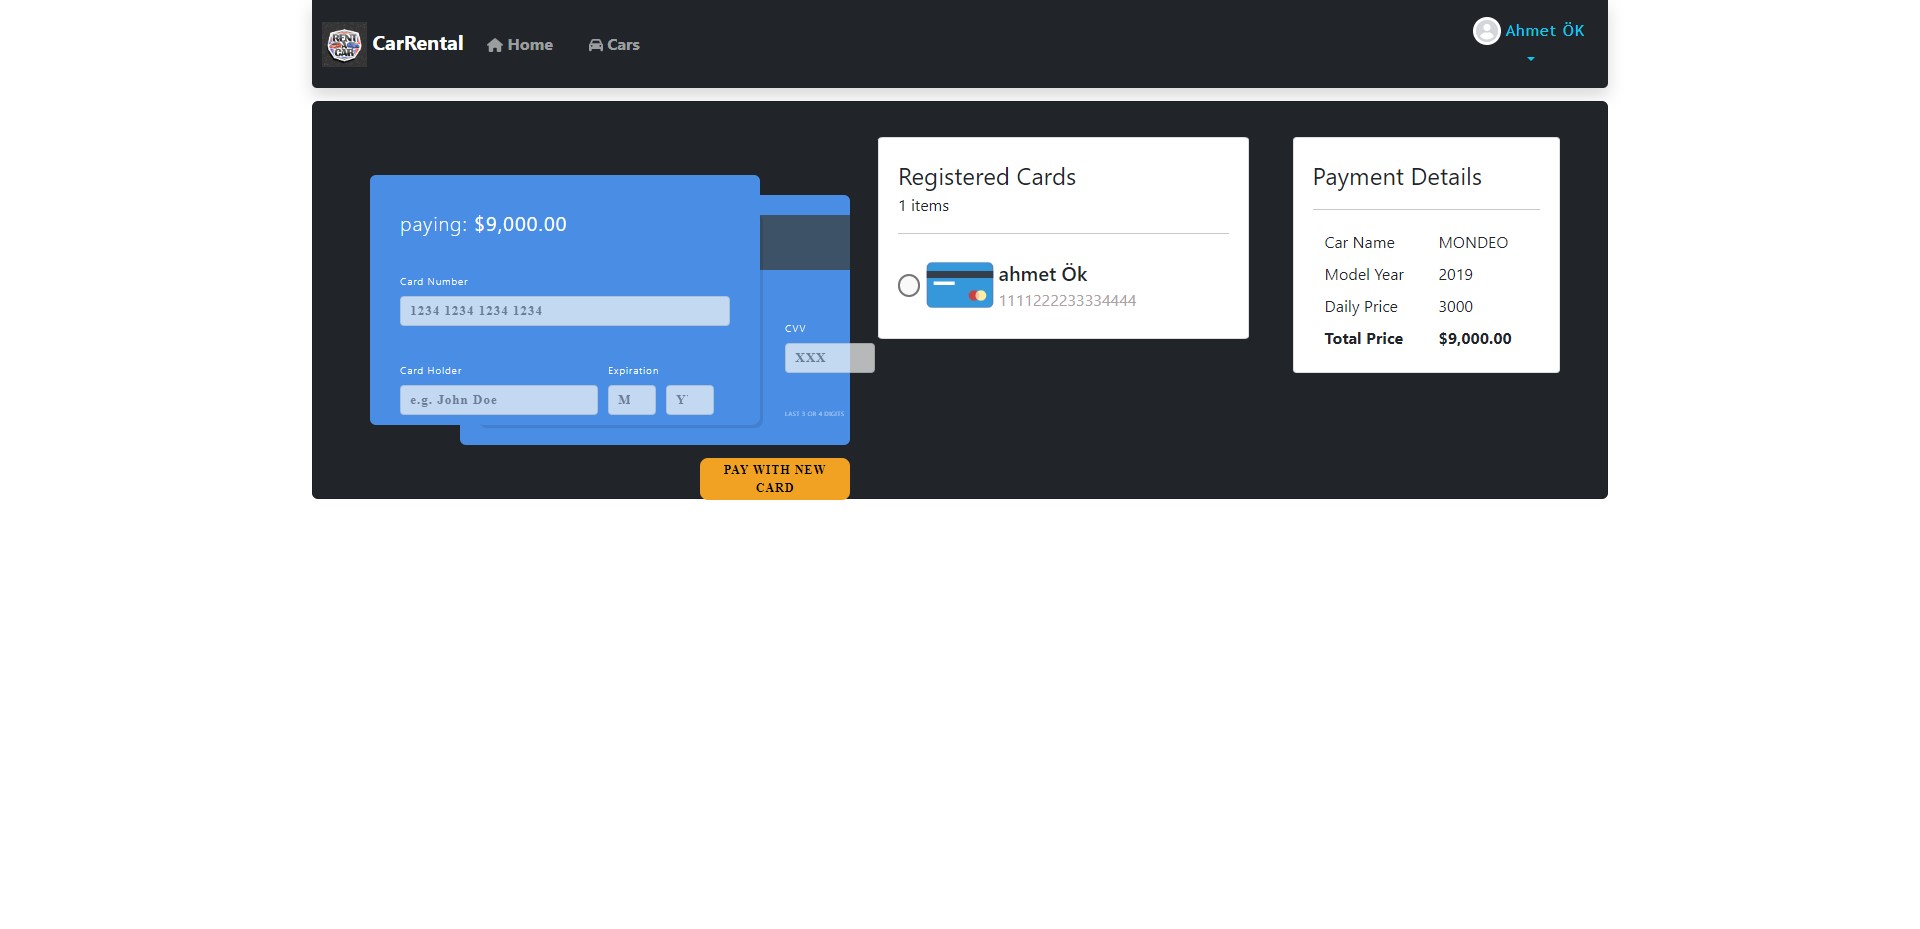 RENT
A
CAR
CarRental
Home
Cars
Ahmet ÖK
paying: $9,000.00
Card Number
1234 1234 1234 1234
Card Holder
Expiration
e.g. John Doe
M
Y
CVV
XXX
LAST 3 OR 4 DIGITS
PAY WITH NEW
CARD
Registered Cards
1 items
ahmet Ök
1111222233334444
Payment Details
Car Name MONDEO
Model Year 2019
Daily Price 3000
Total Price $9,000.00